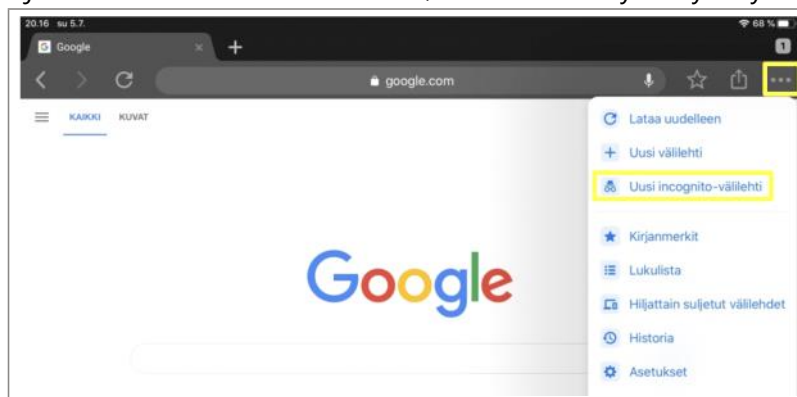 20.16 su 5.7.
68 %
Google
1
google.com
KAIKKI KUVAT
Lataa uudelleen
Uusi välilehti
Uusi incognito-välilehti
Kirjanmerkit
Lukulista
Hiljattain suljetut välilehdet
Historia
Asetukset
Google